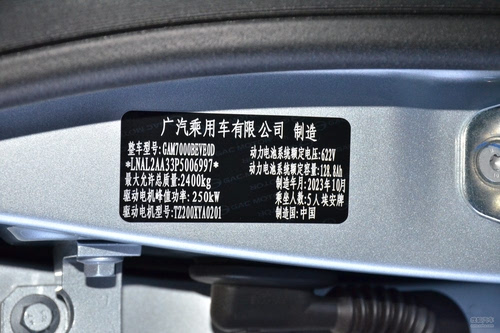 广汽乘用车有限公司 制造
整车型号:GAM7000BEVE0D
动力电池系统额定电压:622V
*LNAL2AA33P5006997*
动力电池系统额定容量:128.8Ah
最大允许总质量:2400kg
制造年月:2023年10月
驱动电机峰值功率:250kW
乘坐人数:5人 埃安牌
驱动电机型号:TZ200XYA0201
制造国:中国